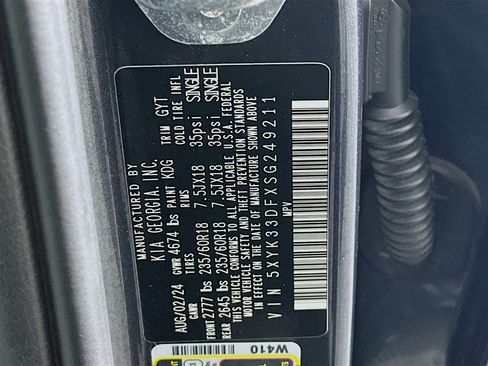 MANUFACTURED BY
KIA GEORGIA, INC.
AUG/02/24 GVWR 4674 lbs PAINT KDG TRIM GYT
GAWR TIRES RIMS COLD TIRE INFL
FRONT 2777 lbs 235/60R18 7.5JX18 35psi SINGLE
REAR 2645 lbs 235/60R18 7.5JX18 35psi SINGLE
THIS VEHICLE CONFORMS TO ALL APPLICABLE U.S.A. FEDERAL
MOTOR VEHICLE SAFETY, BUMPER, AND THEFT PREVENTION STANDARDS
IN EFFECT ON THE DATE OF MANUFACTURE SHOWN ABOVE
VIN 5XYK33DFXSG249211
MPV
W410